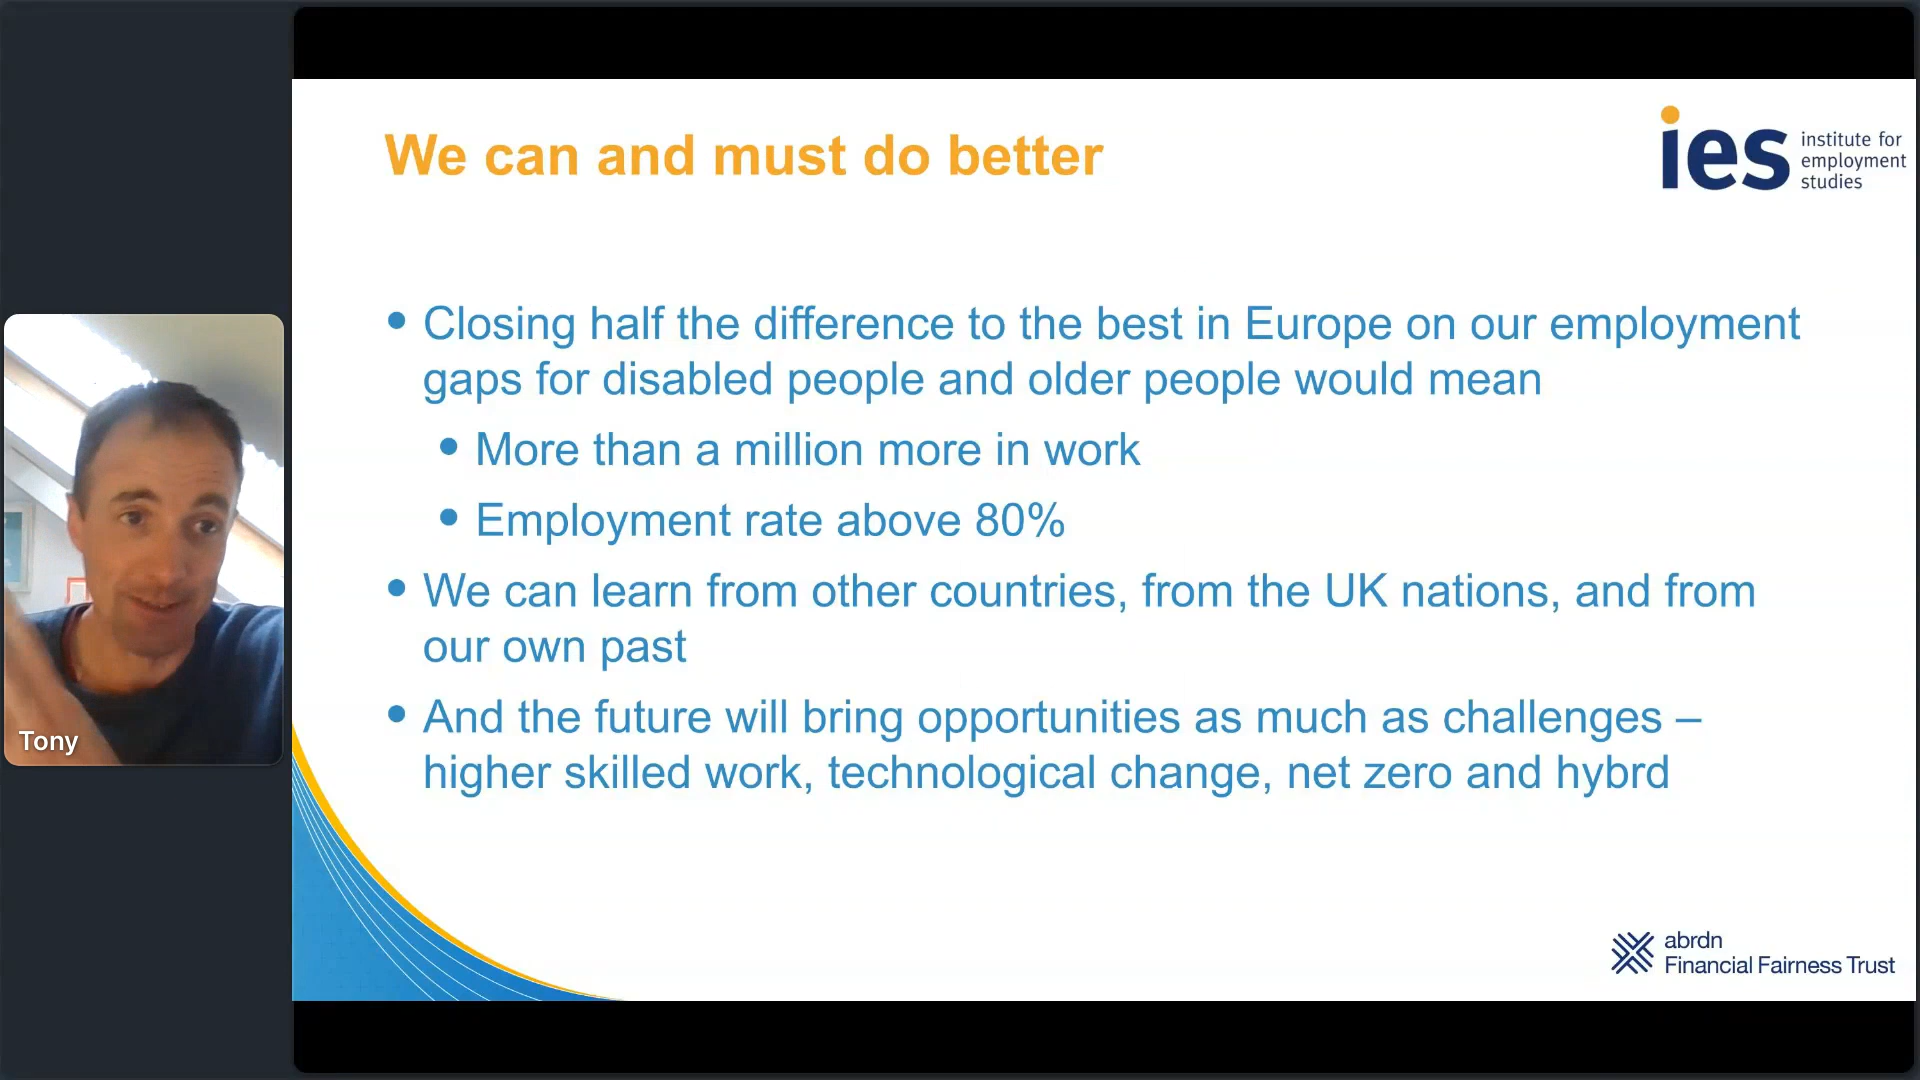 We can and must do better
ies
institute for
employment
studies
• Closing half the difference to the best in Europe on our employment
gaps for disabled people and older people would mean
• More than a million more in work
• Employment rate above 80%
• We can learn from other countries, from the UK nations, and from
our own past
• And the future will bring opportunities as much as challenges –
higher skilled work, technological change, net zero and hybrd
Tony
abrdn
Financial Fairness Trust